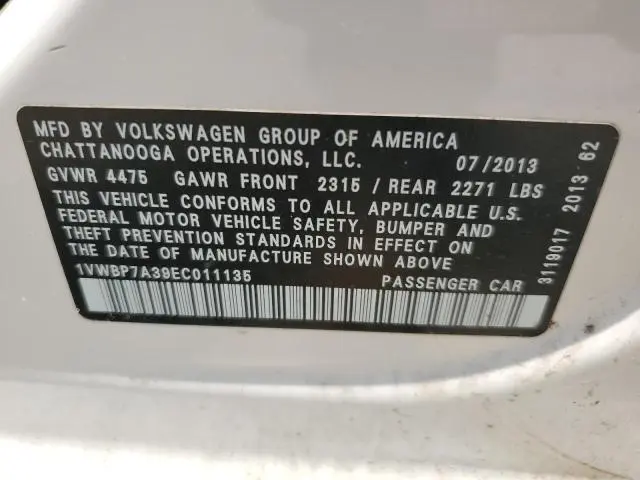 MFD BY VOLKSWAGEN GROUP OF AMERICA
CHATTANOOGA OPERATIONS, LLC. 07/2013
GVWR 4475 GAWR FRONT 2315 / REAR 2271 LBS
THIS VEHICLE CONFORMS TO ALL APPLICABLE U.S.
FEDERAL MOTOR VEHICLE SAFETY, BUMPER AND
THEFT PREVENTION STANDARDS IN EFFECT ON
THE DATE OF MANUFACTURE SHOWN ABOVE
1VWBP7A39EC011135 PASSENGER CAR
3119017 2013 62